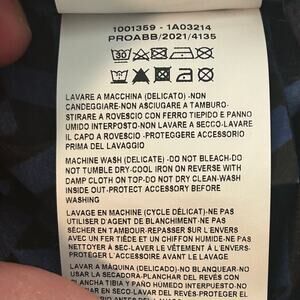 1001359 - 1A03214
PROABB/2021/4135
LAVARE A MACCHINA (DELICATO) -NON
CANDEGGIARE-NON ASCIUGARE A TAMBURO-
STIRARE A ROVESCIO CON FERRO TIEPIDO E PANNO
UMIDO INTERPOSTO-NON LAVARE A SECCO-LAVARE
IL CAPO A ROVESCIO -PROTEGGERE ACCESSORIO
PRIMA DEL LAVAGGIO
MACHINE WASH (DELICATE) -DO NOT BLEACH-DO
NOT TUMBLE DRY-COOL IRON ON REVERSE WITH
DAMP CLOTH ON TOP-DO NOT DRY CLEAN-WASH
INSIDE OUT-PROTECT ACCESSORY BEFORE
WASHING
LAVAGE EN MACHINE (CYCLE DÉLICAT)-NE PAS
UTILISER D'AGENT DE BLANCHIMENT-NE PAS
SÉCHER EN TAMBOUR-REPASSER SUR L'ENVERS
AVEC UN FER TIÈDE ET UN CHIFFON HUMIDE-NE PAS
NETTOYER À SEC-LAVER LE VÊTEMENT À L'ENVERS-
PROTÉGER L'ACCESSOIRE AVANT LE LAVAGE
LAVAR A MÁQUINA (DELICADO)-NO BLANQUEAR-NO
USAR LA SECADORA-PLANCHAR DEL REVÉS CON
PLANCHA TIBIA Y PAÑO HÚMEDO INTERPUESTO-NO
EN SECO-LAVAR DEL REVÉS-PROTEGER EL
ANTES DEL LAVADO